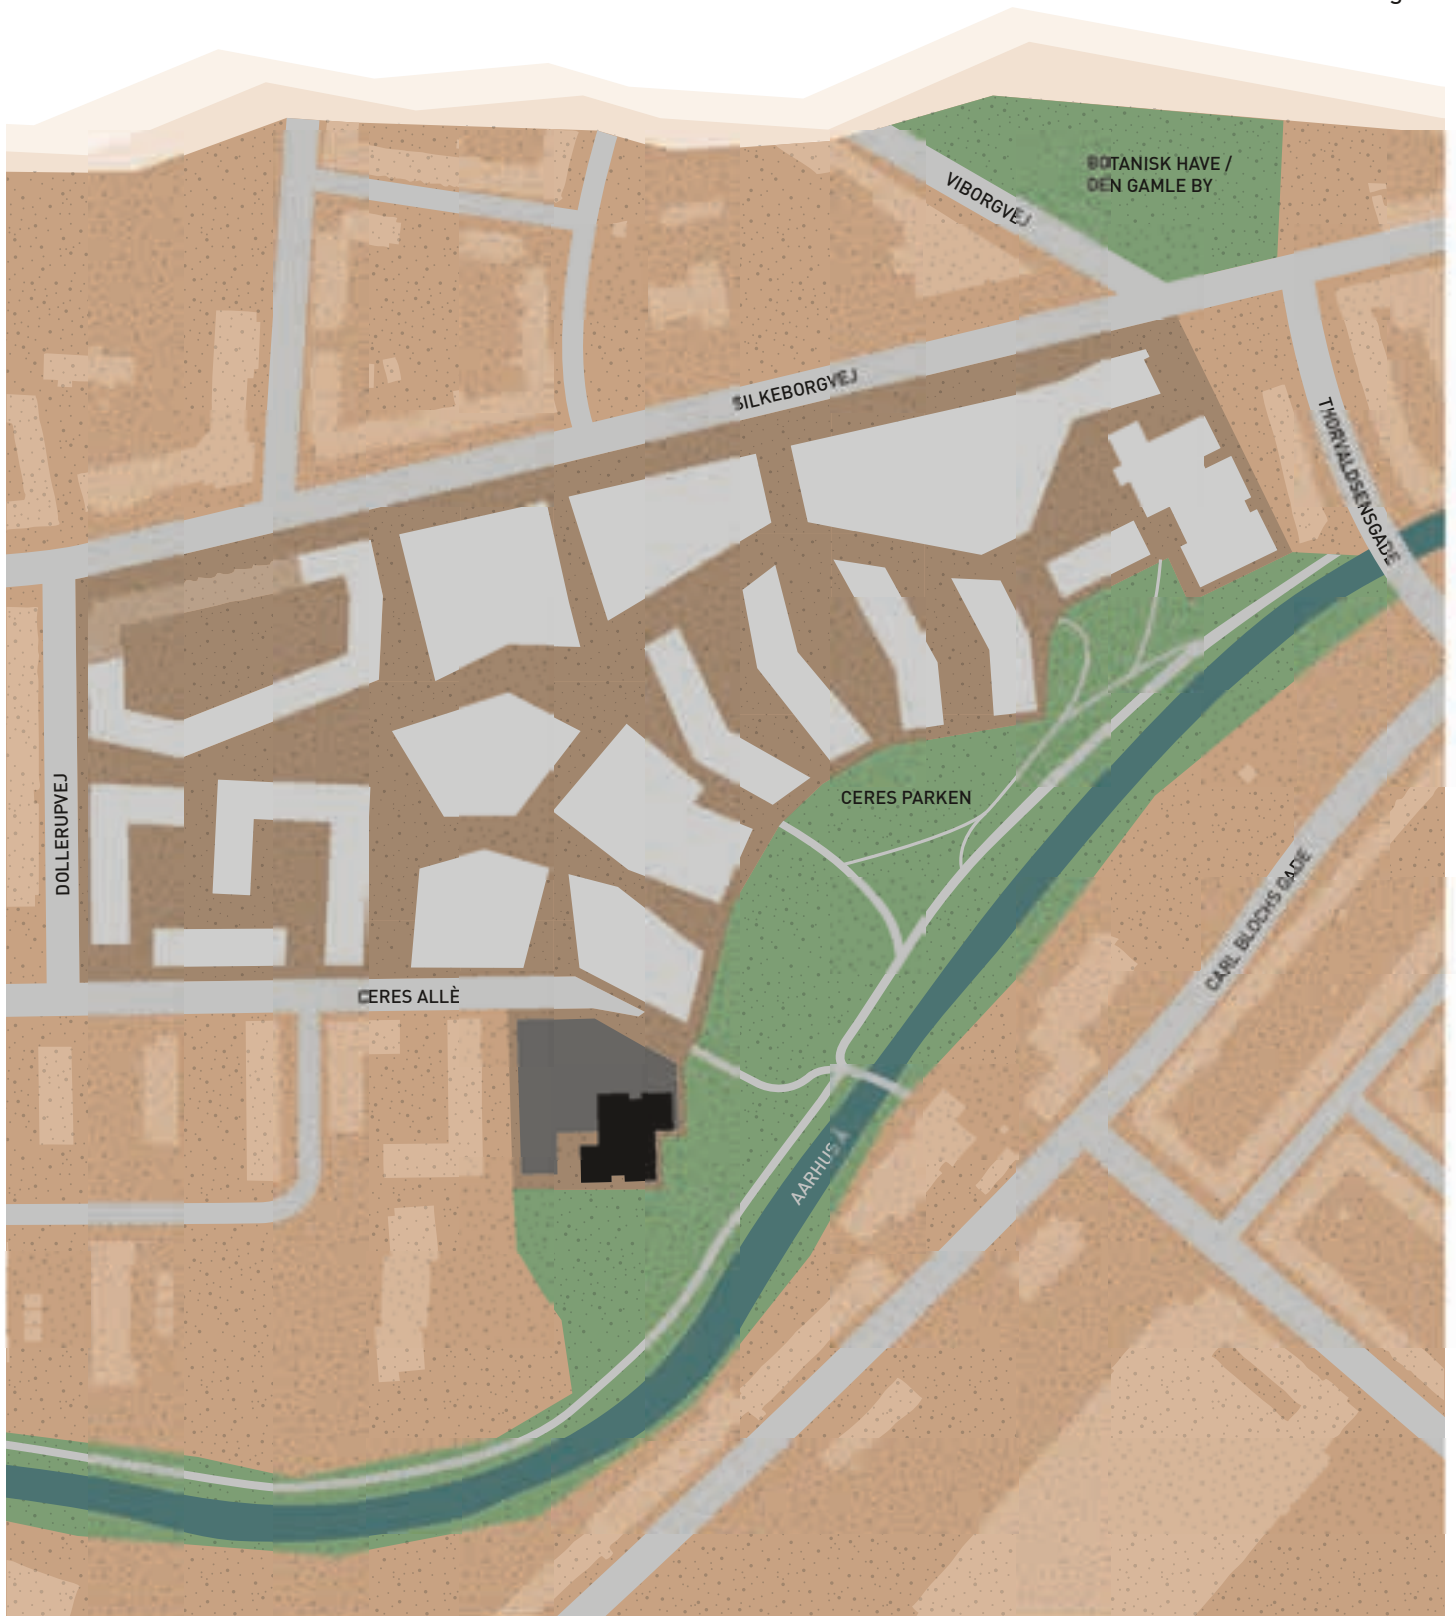 BOTANISK HAVE /
DEN GAMLE BY
VIBORGVEJ
SILKEBORGVEJ
THORVALDSENSGADE
CERES PARKEN
DOLLERUPVEJ
CARL BLOCHS GADE
CERES ALLÈ
AARHUS Å